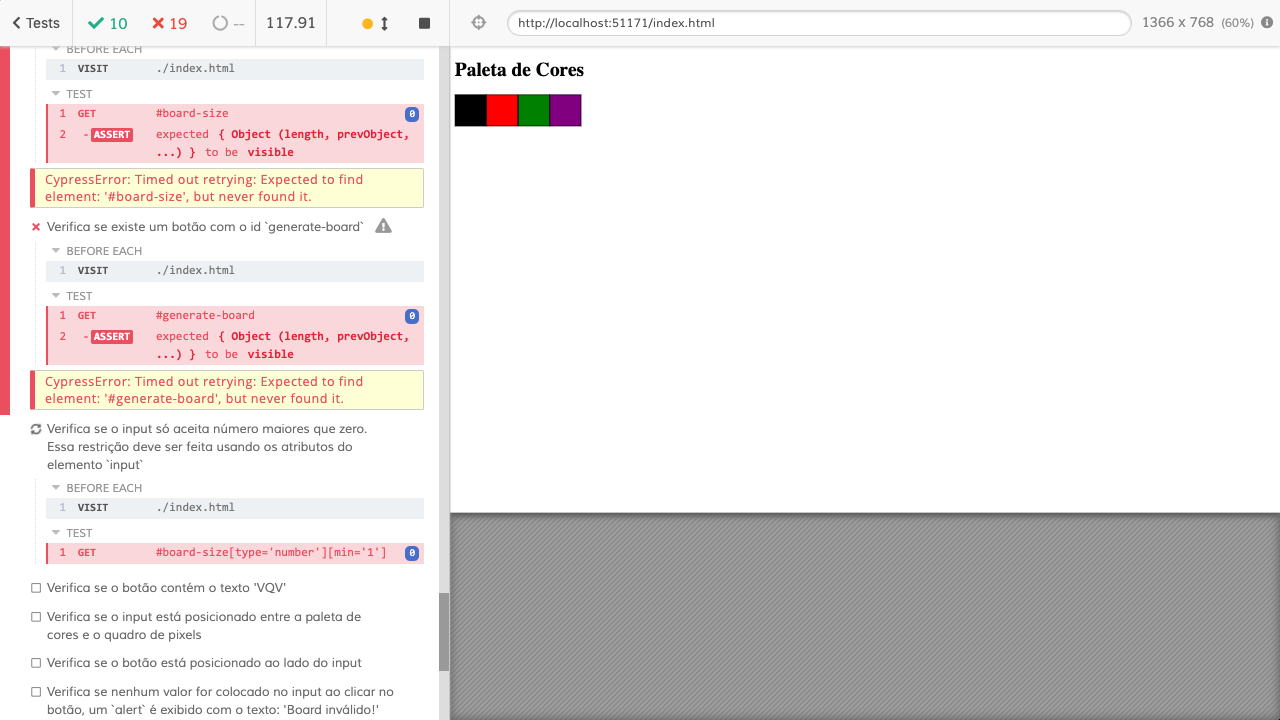 Tests
10
19
--
117.91
http://localhost:51171/index.html
1366 x 768 (60%)
BEFORE EACH
1 VISIT ./index.html
TEST
1 GET #board-size 0
2 -ASSERT expected { Object (length, prevObject,
...) } to be visible
CypressError: Timed out retrying: Expected to find
element: '#board-size', but never found it.
Verifica se existe um botão com o id `generate-board`
BEFORE EACH
1 VISIT ./index.html
TEST
1 GET #generate-board 0
2 -ASSERT expected { Object (length, prevObject,
...) } to be visible
CypressError: Timed out retrying: Expected to find
element: '#generate-board', but never found it.
Verifica se o input só aceita número maiores que zero.
Essa restrição deve ser feita usando os atributos do
elemento `input`
BEFORE EACH
1 VISIT ./index.html
TEST
1 GET #board-size[type='number'][min='1'] 0
Verifica se o botão contém o texto 'VQV'
Verifica se o input está posicionado entre a paleta de
cores e o quadro de pixels
Verifica se o botão está posicionado ao lado do input
Verifica se nenhum valor for colocado no input ao clicar no
botão, um `alert` é exibido com o texto: 'Board inválido!'
Paleta de Cores